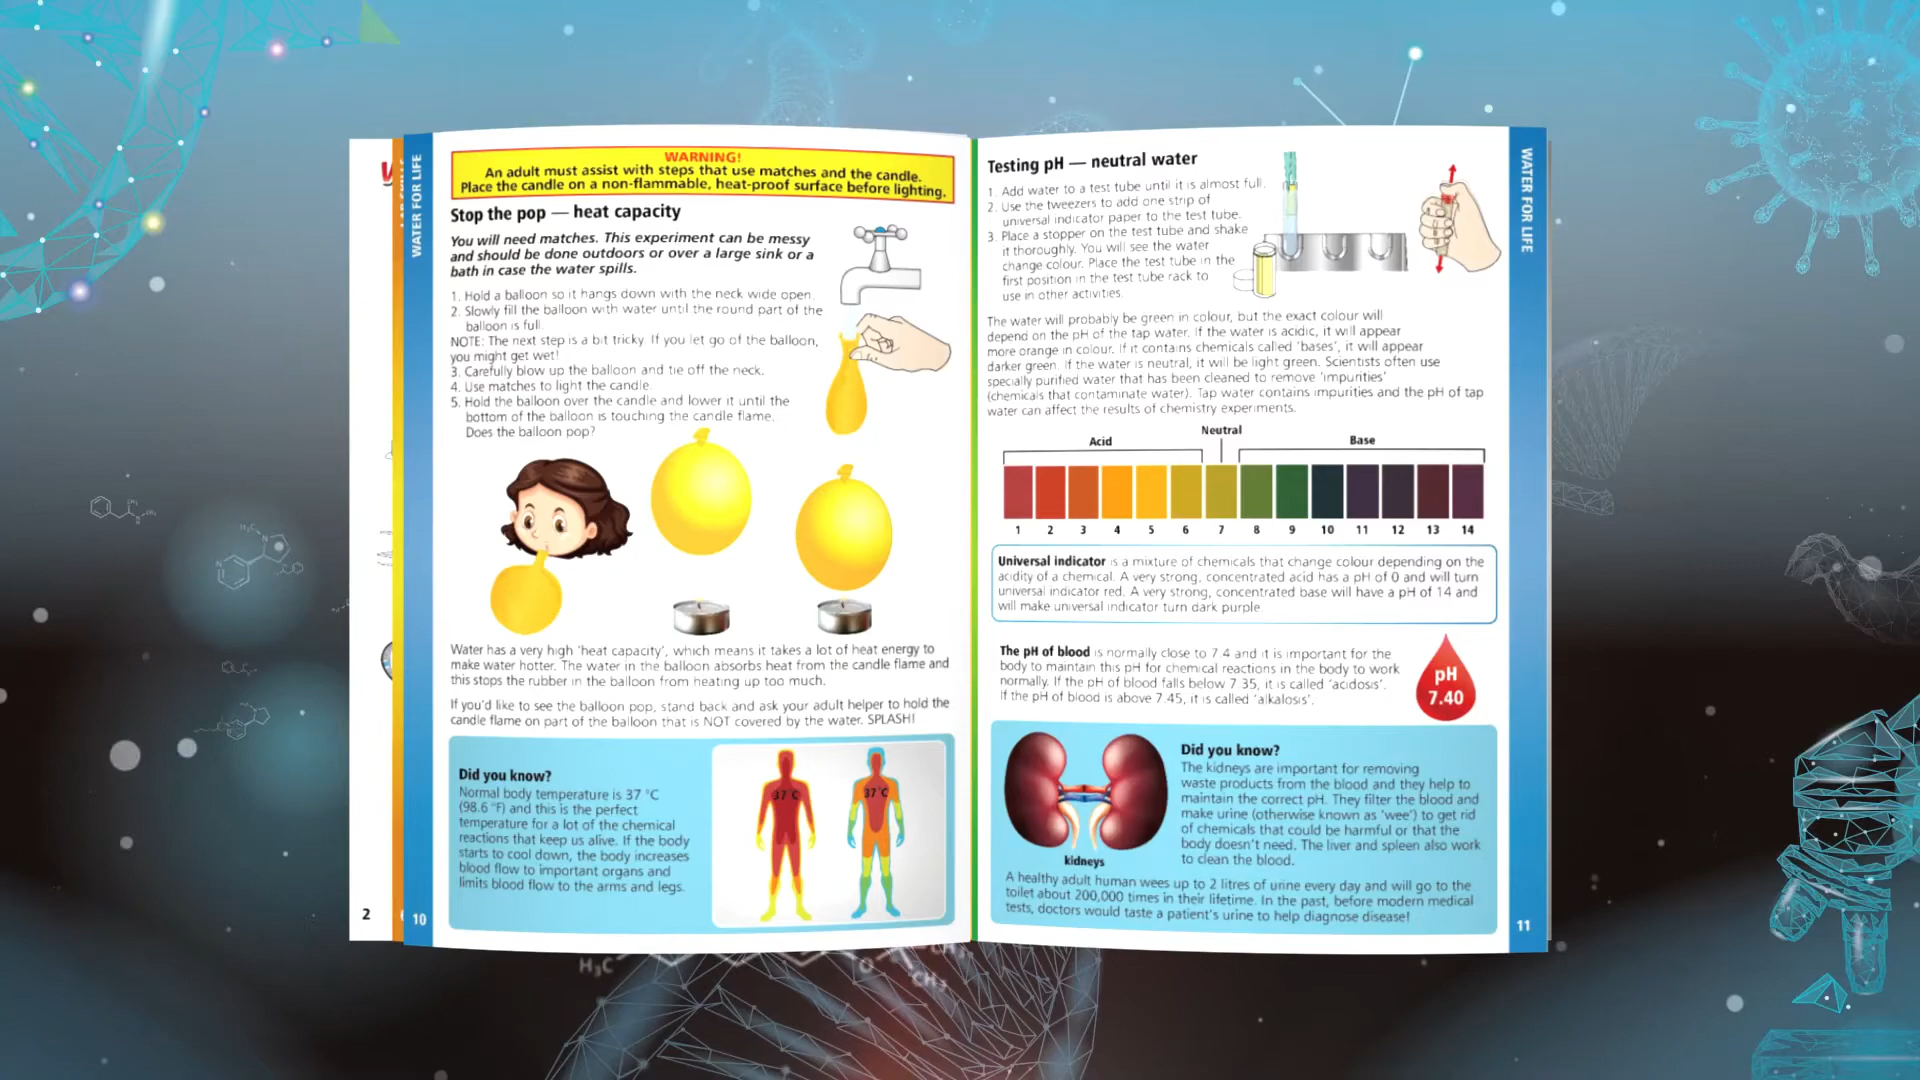 WATER FOR LIFE
WARNING!
An adult must assist with steps that use matches and the candle.
Place the candle on a non-flammable, heat-proof surface before lighting.
Stop the pop — heat capacity
You will need matches. This experiment can be messy
and should be done outdoors or over a large sink or a
bath in case the water spills.
1. Hold a balloon so it hangs down with the neck wide open.
2. Slowly fill the balloon with water until the round part of the
balloon is full.
NOTE: The next step is a bit tricky. If you let go of the balloon,
you might get wet!
3. Carefully blow up the balloon and tie off the neck.
4. Use matches to light the candle.
5. Hold the balloon over the candle and lower it until the
bottom of the balloon is touching the candle flame.
Does the balloon pop?
Water has a very high 'heat capacity', which means it takes a lot of heat energy to
make water hotter. The water in the balloon absorbs heat from the candle flame and
this stops the rubber in the balloon from heating up too much.
If you'd like to see the balloon pop, stand back and ask your adult helper to hold the
candle flame on part of the balloon that is NOT covered by the water. SPLASH!
Did you know?
Normal body temperature is 37 °C
(98.6 °F) and this is the perfect
temperature for a lot of the chemical
reactions that keep us alive. If the body
starts to cool down, the body increases
blood flow to important organs and
limits blood flow to the arms and legs.
37°C
37°C
2
10
Testing pH — neutral water
1. Add water to a test tube until it is almost full.
2. Use the tweezers to add one strip of
universal indicator paper to the test tube.
3. Place a stopper on the test tube and shake
it thoroughly. You will see the water
change colour. Place the test tube in the
first position in the test tube rack to
use in other activities.
The water will probably be green in colour, but the exact colour will
depend on the pH of the tap water. If the water is acidic, it will appear
more orange in colour. If it contains chemicals called 'bases', it will appear
darker green. If the water is neutral, it will be light green. Scientists often use
specially purified water that has been cleaned to remove 'impurities'
(chemicals that contaminate water). Tap water contains impurities and the pH of tap
water can affect the results of chemistry experiments.
Acid Neutral Base
1 2 3 4 5 6 7 8 9 10 11 12 13 14
Universal indicator is a mixture of chemicals that change colour depending on the
acidity of a chemical. A very strong, concentrated acid has a pH of 0 and will turn
universal indicator red. A very strong, concentrated base will have a pH of 14 and
will make universal indicator turn dark purple.
The pH of blood is normally close to 7.4 and it is important for the
body to maintain this pH for chemical reactions in the body to work
normally. If the pH of blood falls below 7.35, it is called 'acidosis'.
If the pH of blood is above 7.45, it is called 'alkalosis'.
pH
7.40
Did you know?
The kidneys are important for removing
waste products from the blood and they help to
maintain the correct pH. They filter the blood and
make urine (otherwise known as 'wee') to get rid
of chemicals that could be harmful or that the
body doesn't need. The liver and spleen also work
to clean the blood.
kidneys
A healthy adult human wees up to 2 litres of urine every day and will go to the
toilet about 200,000 times in their lifetime. In the past, before modern medical
tests, doctors would taste a patient's urine to help diagnose disease!
WATER FOR LIFE
11
H₃C
CH₃